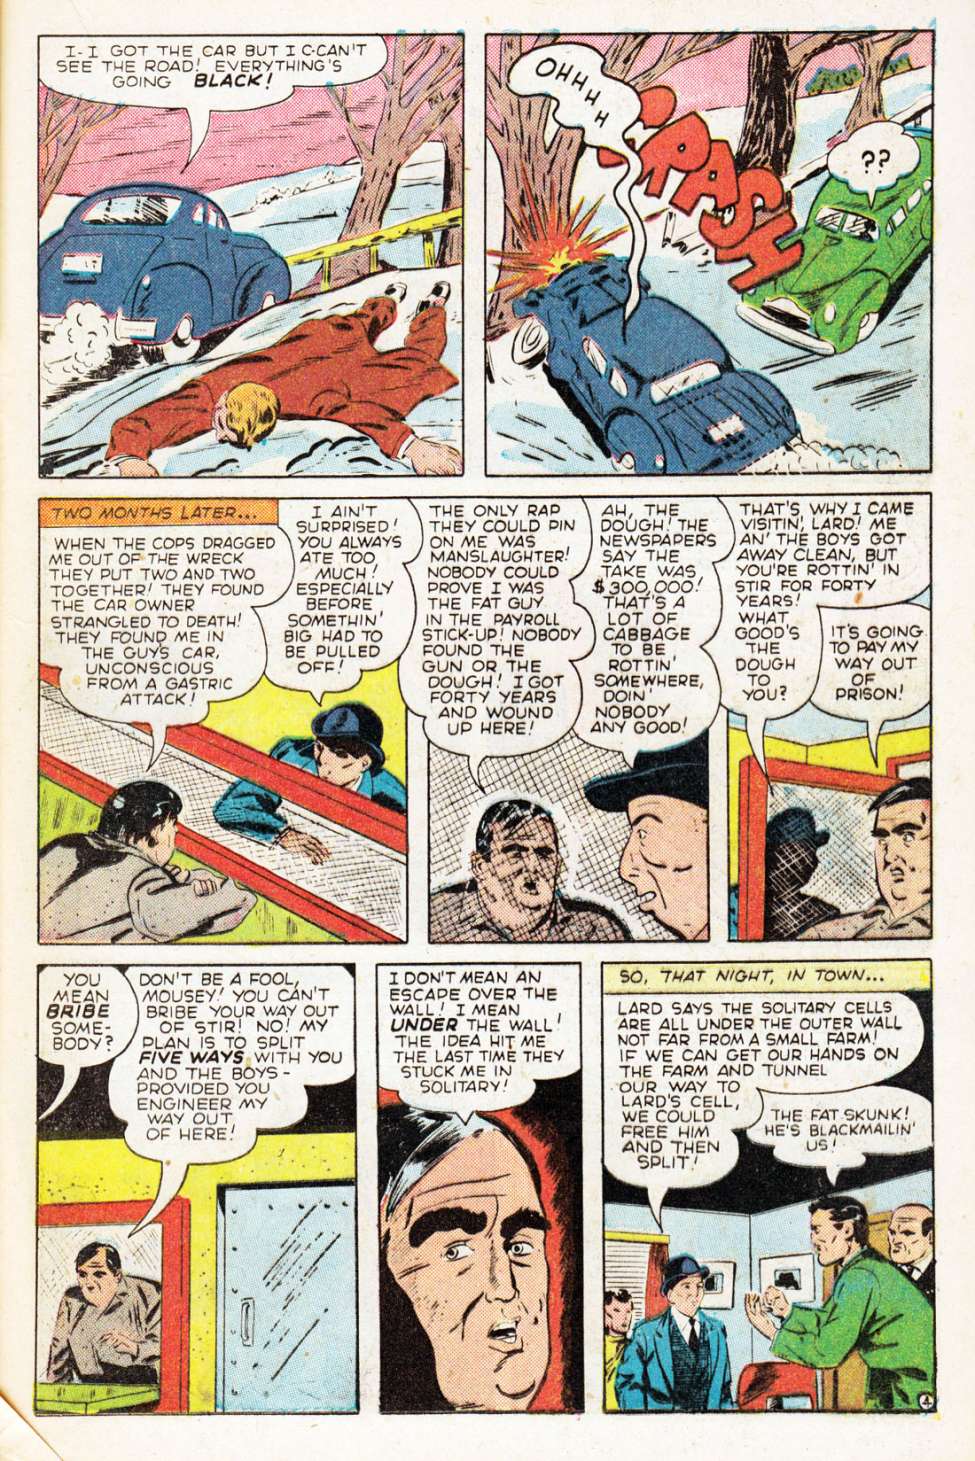 I-I GOT THE CAR BUT I C-CAN'T
SEE THE ROAD! EVERYTHING'S
GOING BLACK!
OHHHH
CRASH
??
TWO MONTHS LATER...
WHEN THE COPS DRAGGED
ME OUT OF THE WRECK
THEY PUT TWO AND TWO
TOGETHER! THEY FOUND
THE CAR OWNER
STRANGLED TO DEATH!
THEY FOUND ME IN
THE GUY'S CAR,
UNCONSCIOUS
FROM A GASTRIC
ATTACK!
I AIN'T
SURPRISED!
YOU ALWAYS
ATE TOO
MUCH!
ESPECIALLY
BEFORE
SOMETHIN'
BIG HAD TO
BE PULLED
OFF!
THE ONLY RAP
THEY COULD PIN
ON ME WAS
MANSLAUGHTER!
NOBODY COULD
PROVE I WAS
THE FAT GUY
IN THE PAYROLL
STICK-UP! NOBODY
FOUND THE
GUN OR THE
DOUGH! I GOT
FORTY YEARS
AND WOUND
UP HERE!
AH, THE
DOUGH! THE
NEWSPAPERS
SAY THE
TAKE WAS
$300,000!
THAT'S A
LOT OF
CABBAGE
TO BE
ROTTIN'
SOMEWHERE,
DOIN'
NOBODY
ANY GOOD!
THAT'S WHY I CAME
VISITIN', LARD! ME
AN' THE BOYS GOT
AWAY CLEAN, BUT
YOU'RE ROTTIN' IN
STIR FOR FORTY
YEARS!
WHAT
GOOD'S
THE
DOUGH
TO
YOU?
IT'S GOING
TO PAY MY
WAY OUT
OF
PRISON!
YOU
MEAN
BRIBE
SOME-
BODY?
DON'T BE A FOOL,
MOUSEY! YOU CAN'T
BRIBE YOUR WAY OUT
OF STIR! NO! MY
PLAN IS TO SPLIT
FIVE WAYS WITH YOU
AND THE BOYS-
PROVIDED YOU
ENGINEER MY
WAY OUT
OF HERE!
I DON'T MEAN AN
ESCAPE OVER THE
WALL! I MEAN
UNDER THE WALL!
THE IDEA HIT ME
THE LAST TIME THEY
STUCK ME IN
SOLITARY!
SO, THAT NIGHT, IN TOWN...
LARD SAYS THE SOLITARY CELLS
ARE ALL UNDER THE OUTER WALL
NOT FAR FROM A SMALL FARM!
IF WE CAN GET OUR HANDS ON
THE FARM AND TUNNEL
OUR WAY TO
LARD'S CELL,
WE COULD
FREE HIM
AND THEN
SPLIT!
THE FAT SKUNK!
HE'S BLACKMAILIN'
US!
4